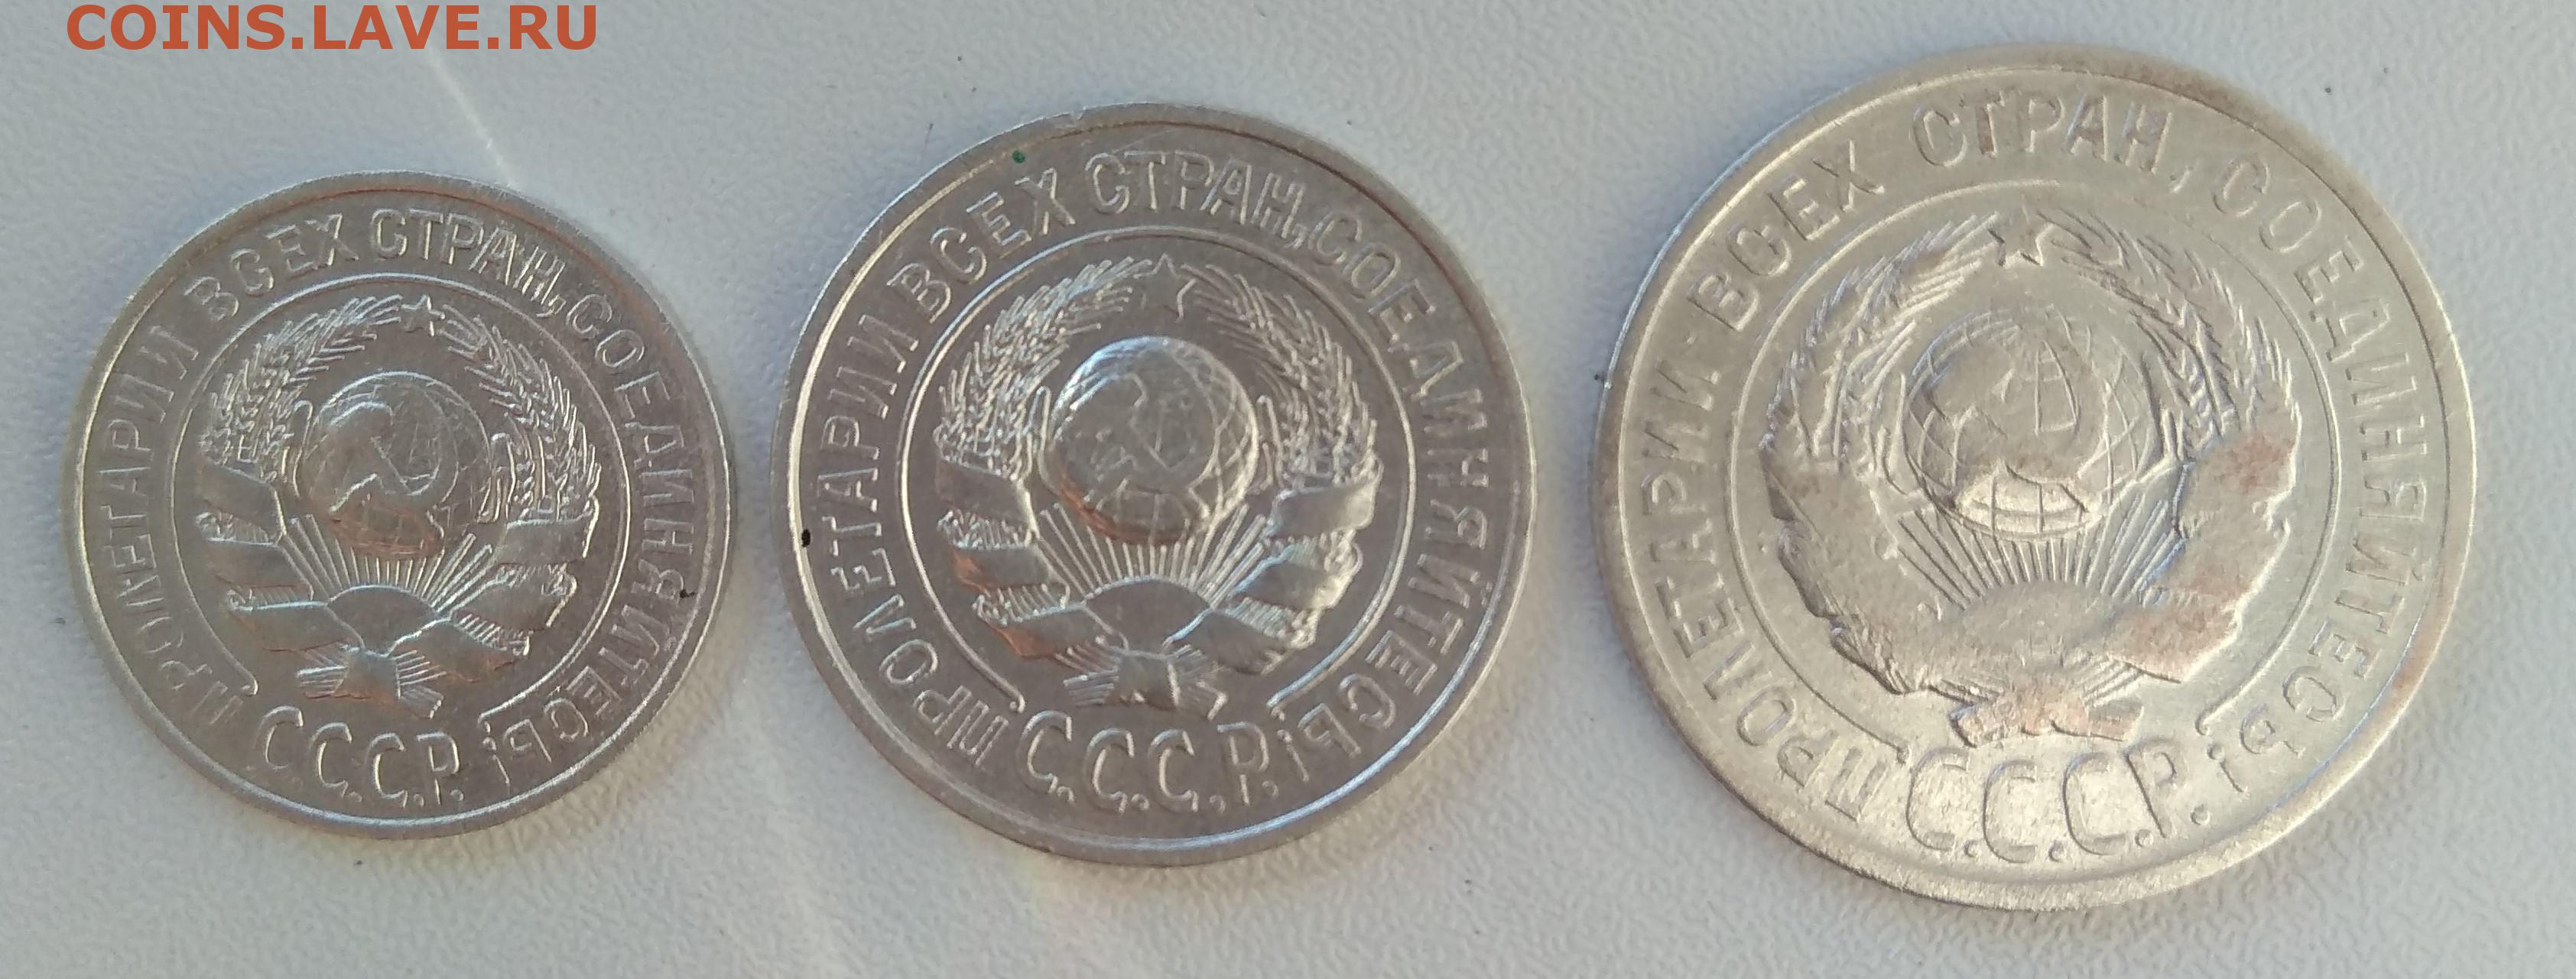 COINS.LAVE.RU
ПРОЛЕТАРИИ ВСЕХ СТРАН, СОЕДИНЯЙТЕСЬ!
С.С.С.Р.
ПРОЛЕТАРИИ ВСЕХ СТРАН, СОЕДИНЯЙТЕСЬ!
С.С.С.Р.
ПРОЛЕТАРИИ ВСЕХ СТРАН, СОЕДИНЯЙТЕСЬ!
С.С.С.Р.